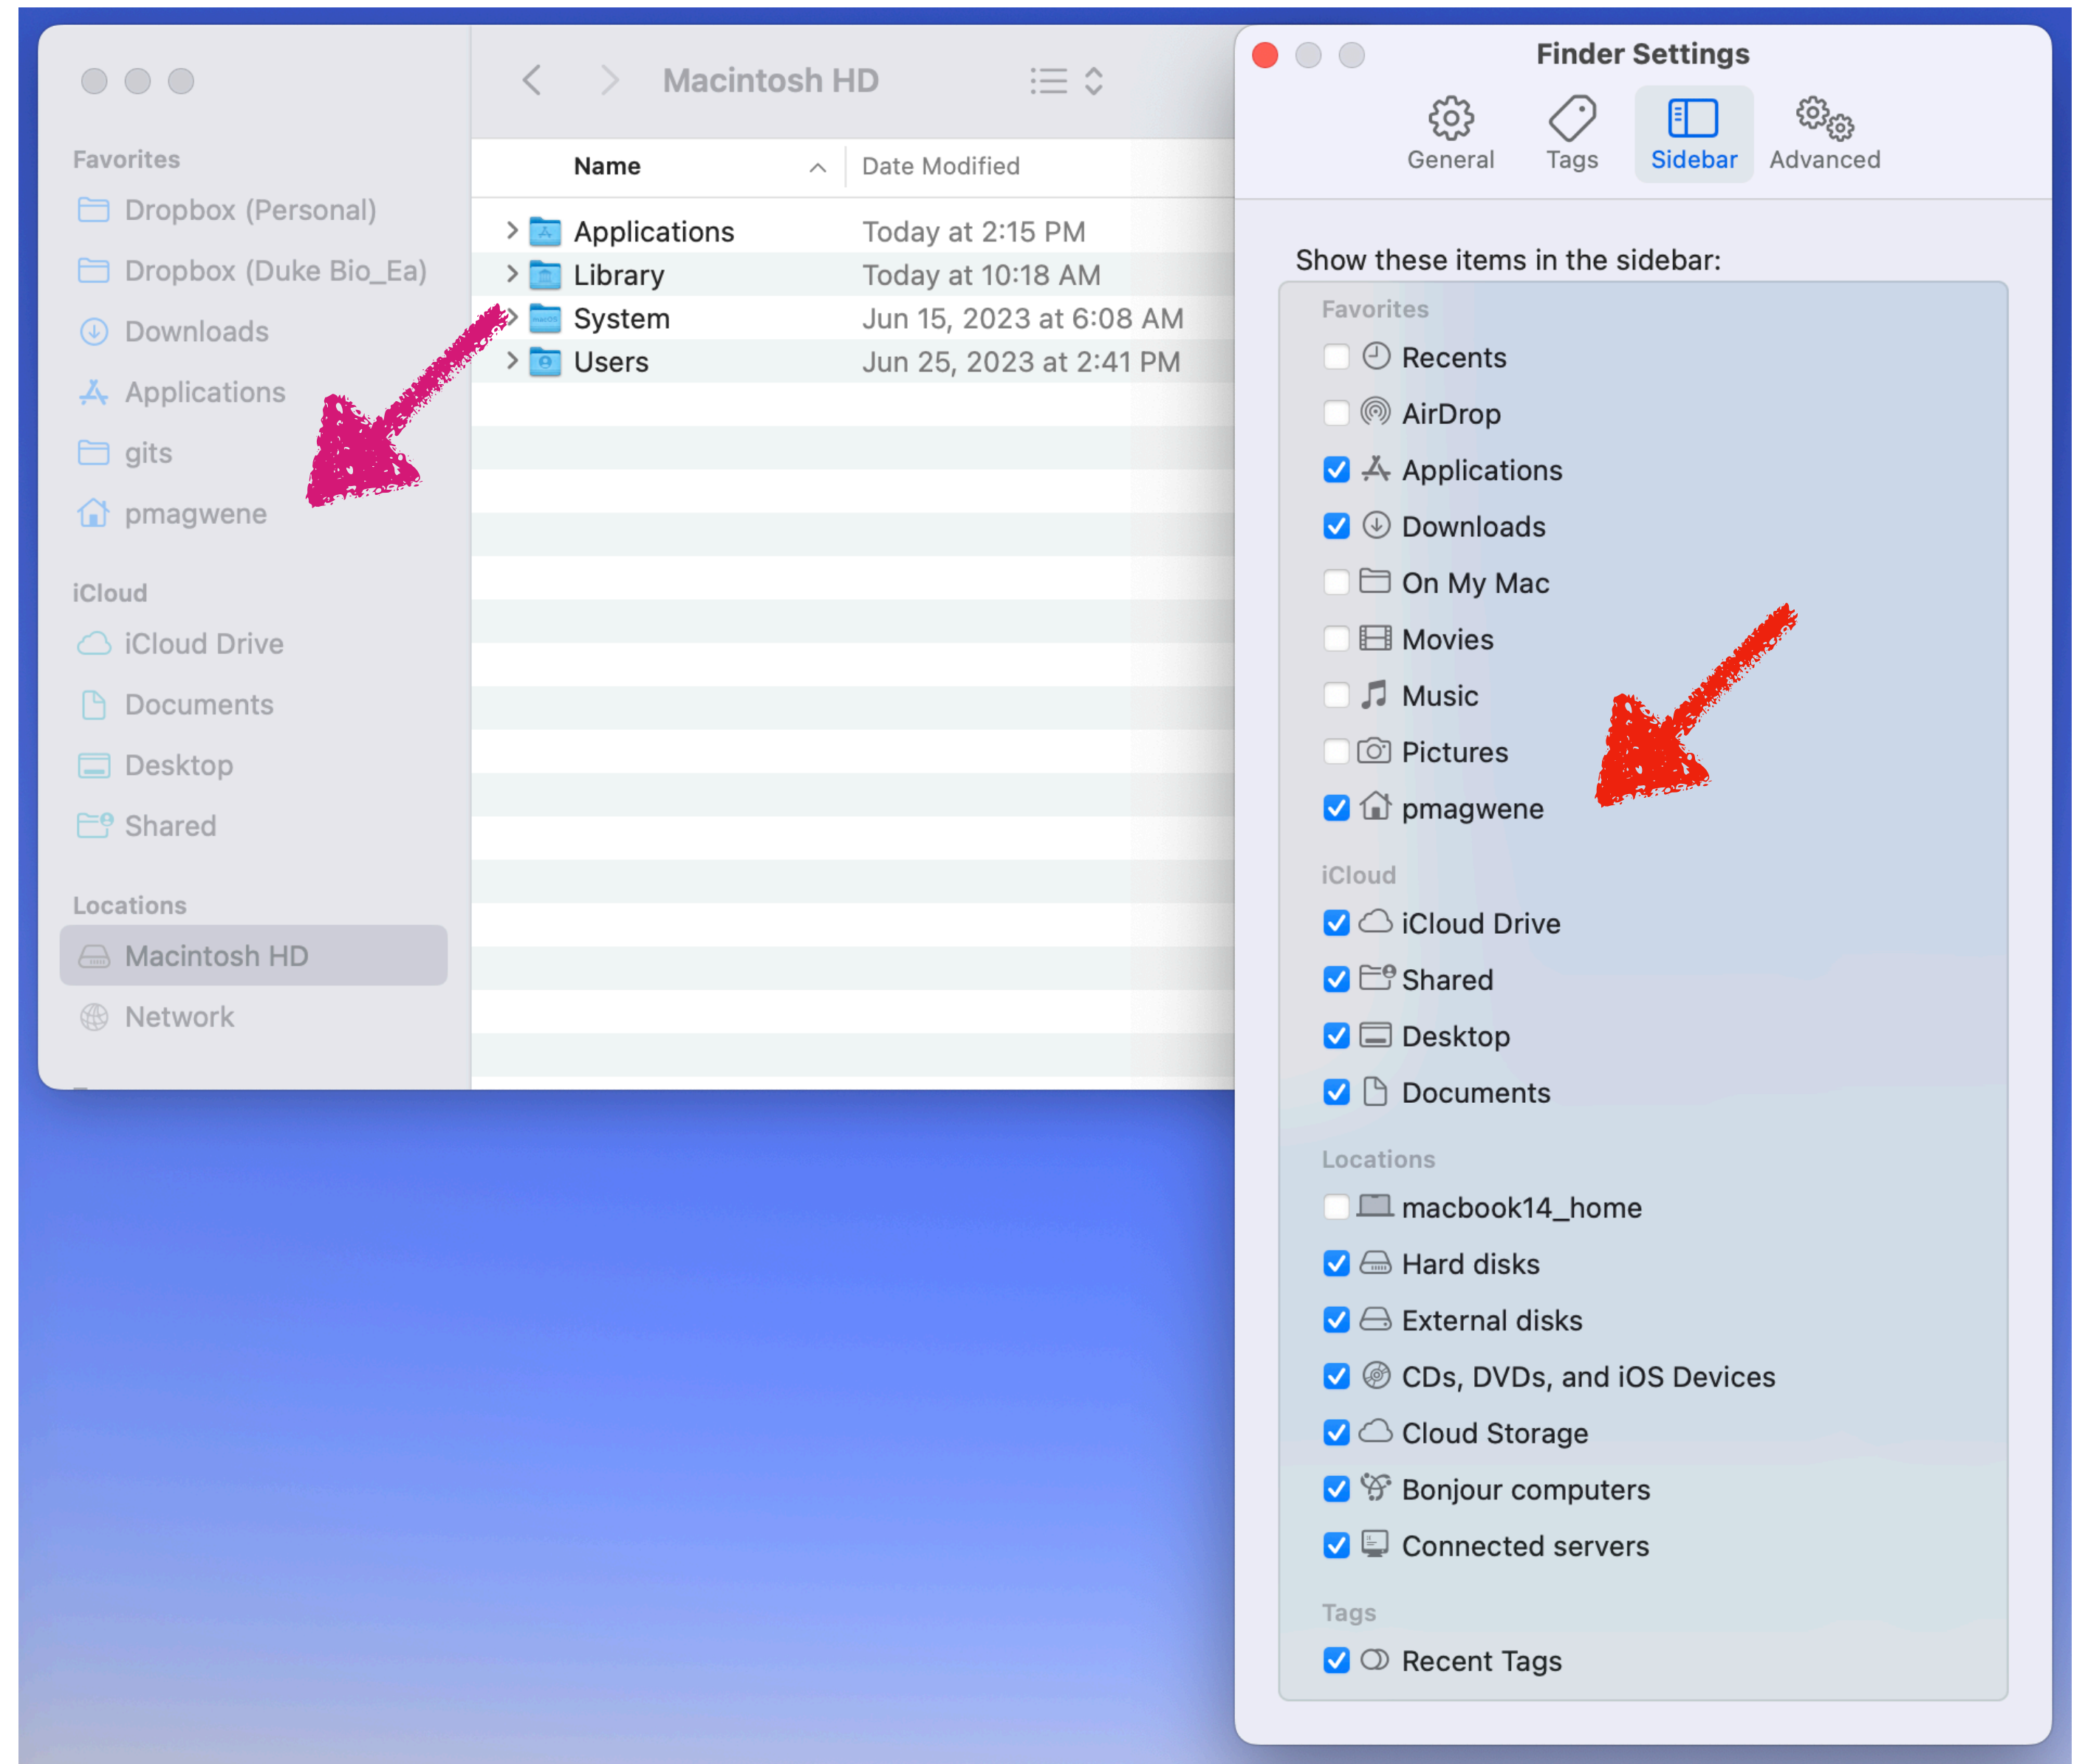 Macintosh HD
Favorites
Dropbox (Personal)
Dropbox (Duke Bio_Ea)
Downloads
Applications
gits
pmagwene
iCloud
iCloud Drive
Documents
Desktop
Shared
Locations
Macintosh HD
Network
Name Date Modified
Applications Today at 2:15 PM
Library Today at 10:18 AM
System Jun 15, 2023 at 6:08 AM
Users Jun 25, 2023 at 2:41 PM
Finder Settings
General Tags Sidebar Advanced
Show these items in the sidebar:
Favorites
Recents
AirDrop
Applications
Downloads
On My Mac
Movies
Music
Pictures
pmagwene
iCloud
iCloud Drive
Shared
Desktop
Documents
Locations
macbook14_home
Hard disks
External disks
CDs, DVDs, and iOS Devices
Cloud Storage
Bonjour computers
Connected servers
Tags
Recent Tags